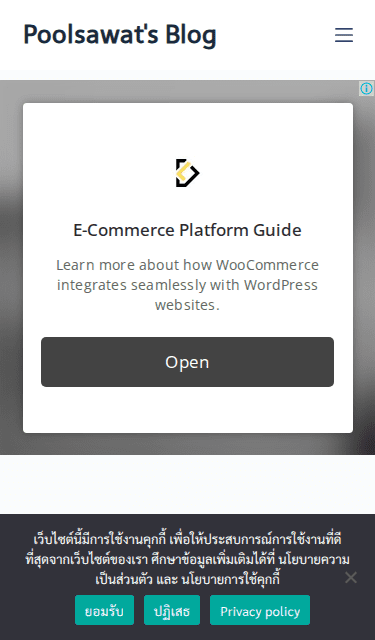 Poolsawat's Blog
E-Commerce Platform Guide
Learn more about how WooCommerce
integrates seamlessly with WordPress
websites.
Open
เว็บไซต์นี้มีการใช้งานคุกกี้ เพื่อให้ประสบการณ์การใช้งานที่ดี
ที่สุดจากเว็บไซต์ของเรา ศึกษาข้อมูลเพิ่มเติมได้ที่ นโยบายความ
เป็นส่วนตัว และ นโยบายการใช้คุกกี้
ยอมรับ ปฏิเสธ Privacy policy